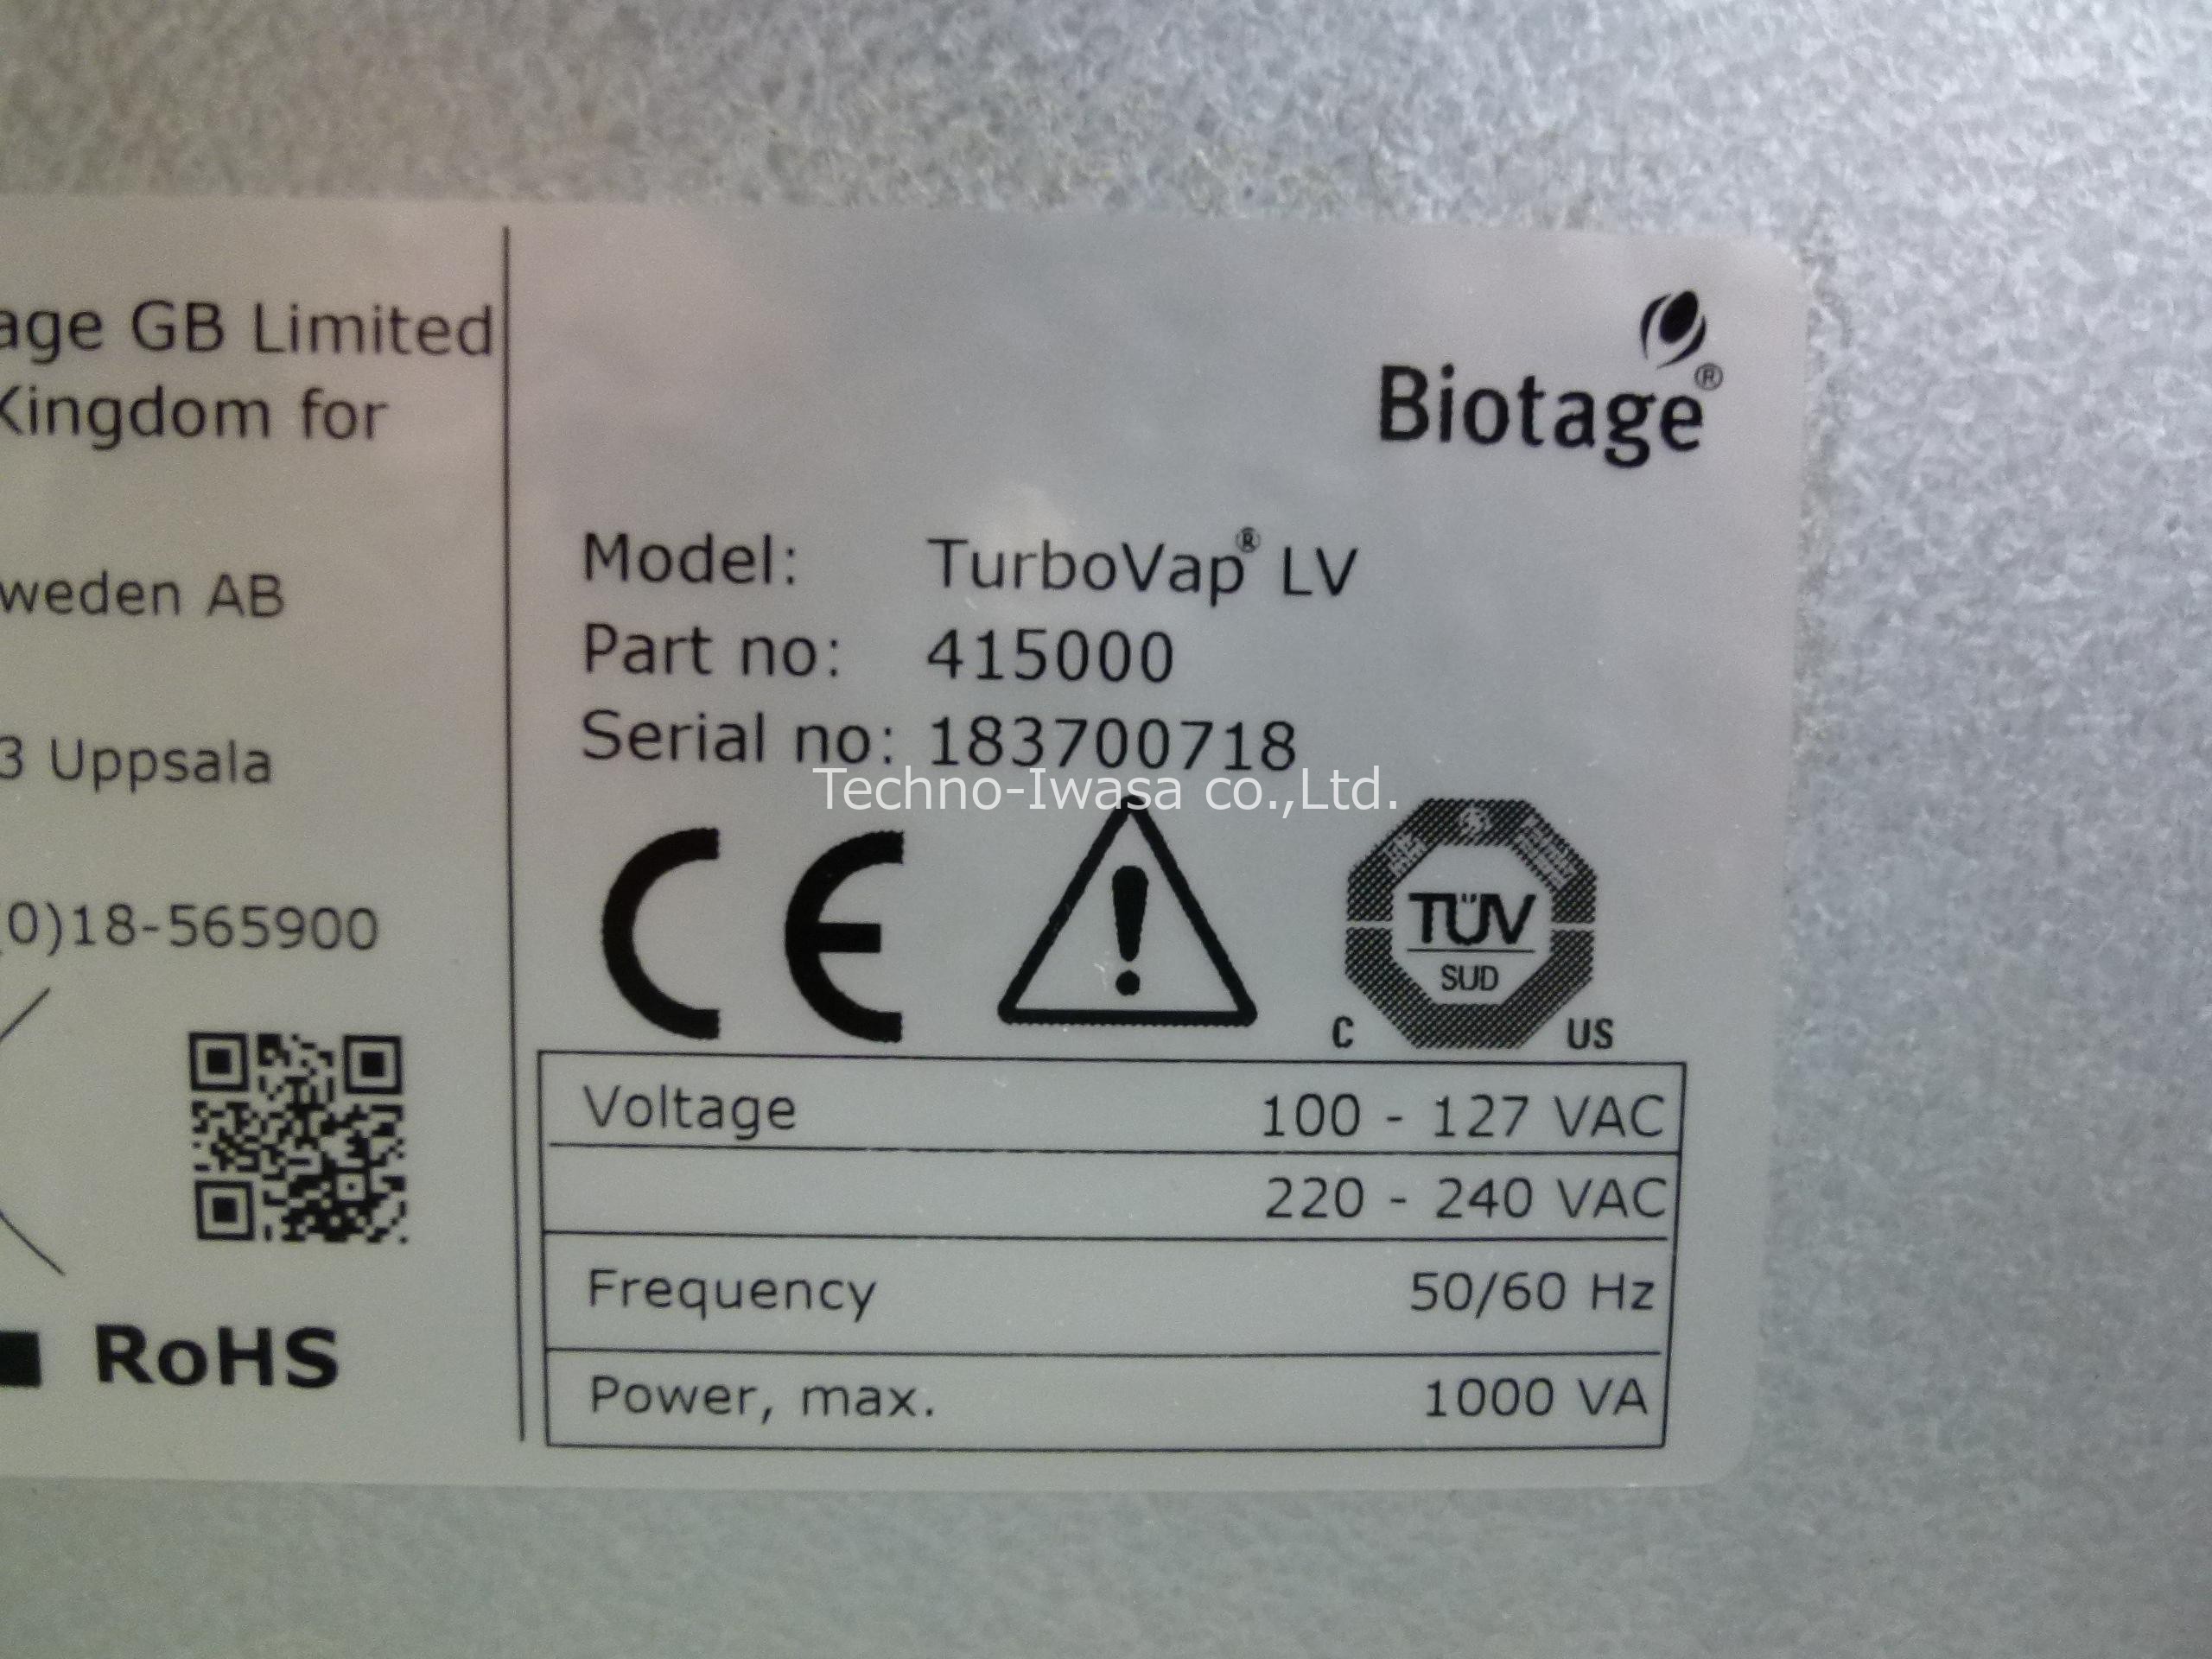 age GB Limited
Kingdom for
weden AB
3 Uppsala
0)18-565900
RoHS
Biotage®
Model: TurboVap® LV
Part no: 415000
Serial no: 183700718
Techno-Iwasa co.,Ltd.
CE
TÜV
SUD
C US
Voltage 100 - 127 VAC
220 - 240 VAC
Frequency 50/60 Hz
Power, max. 1000 VA